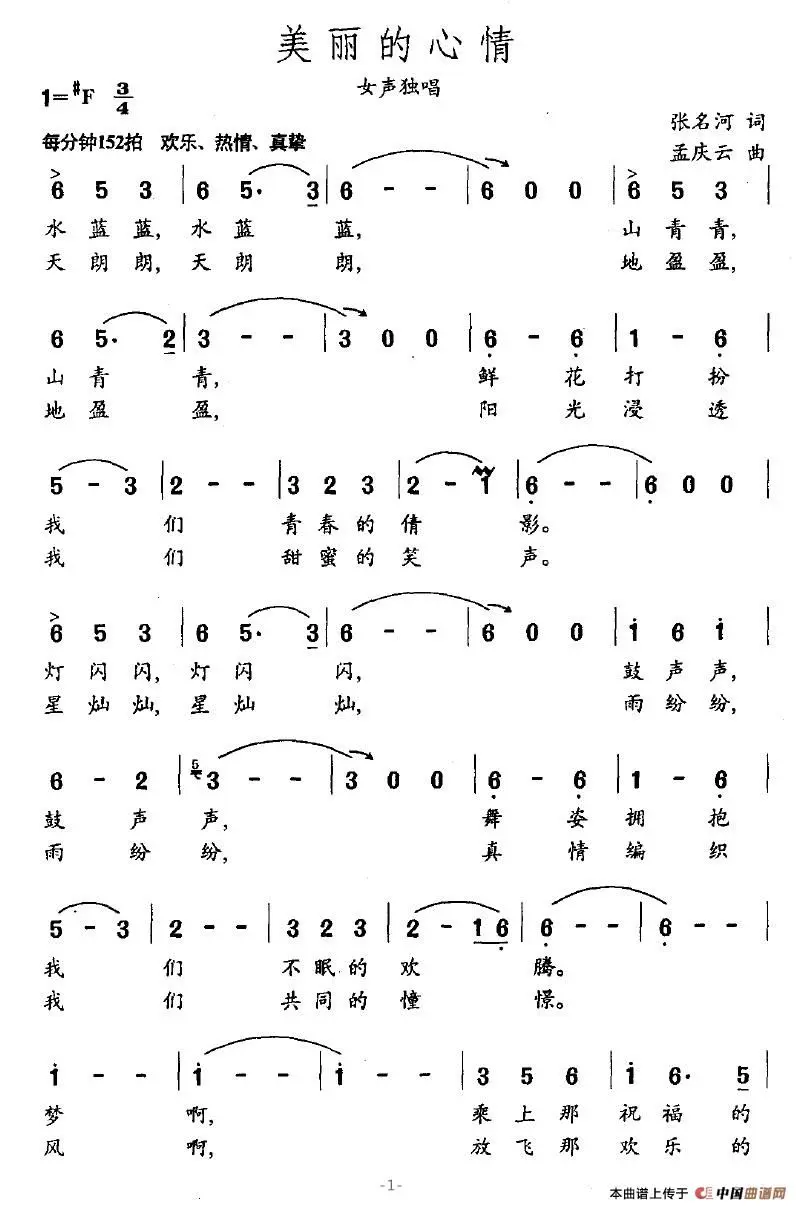 美丽的心情
女声独唱
1=#F 3/4
张名河 词
每分钟152拍 欢乐、热情、真挚
孟庆云 曲
6 5 3 | 6 5· 3 | 6 - - | 6 0 0 | 6 5 3 |
水蓝蓝,水蓝蓝, 山青青,
天朗朗,天朗朗, 地盈盈,
6 5· 2 | 3 - - | 3 0 0 | 6 - 6 | 1 - 6 |
山青青, 鲜花打扮
地盈盈, 阳光浸透
5 - 3 | 2 - - | 3 2 3 | 2 - 1 | 6 - - | 6 0 0 |
我们青春的倩影。
我们甜蜜的笑声。
6 5 3 | 6 5· 3 | 6 - - | 6 0 0 | 1 6 1 |
灯闪闪,灯闪闪, 鼓声声,
星灿灿,星灿灿, 雨纷纷,
6 - 2 | 5 3 - - | 3 0 0 | 6 - 6 | 1 - 6 |
鼓声声, 舞姿拥抱
雨纷纷, 真情编织
5 - 3 | 2 - - | 3 2 3 | 2 - 1 6 | 6 - - | 6 - - |
我们不眠的欢腾。
我们共同的憧憬。
1 - - | 1 - - | 1 - - | 3 5 6 | 1 6· 5 |
梦啊, 乘上那祝福的
风啊, 放飞那欢乐的
-1-
本曲谱上传于 中国曲谱网